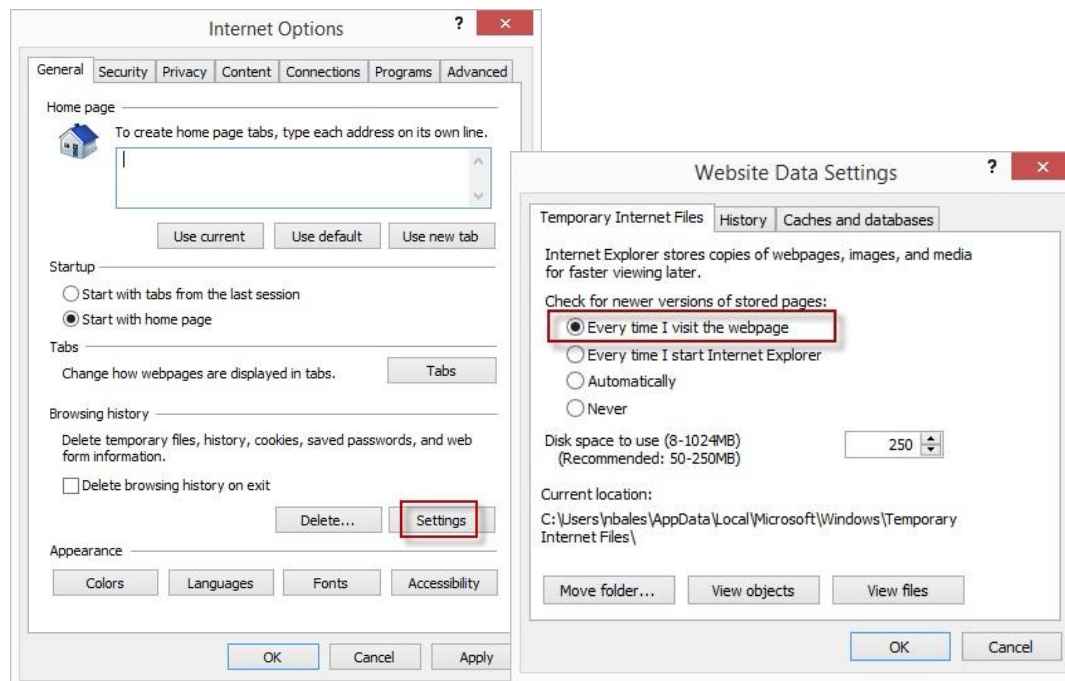 Internet Options
?
General Security Privacy Content Connections Programs Advanced
Home page
To create home page tabs, type each address on its own line.
Use current Use default Use new tab
Startup
Start with tabs from the last session
Start with home page
Tabs
Change how webpages are displayed in tabs.
Tabs
Browsing history
Delete temporary files, history, cookies, saved passwords, and web
form information.
Delete browsing history on exit
Delete... Settings
Appearance
Colors Languages Fonts Accessibility
OK Cancel Apply
Website Data Settings
?
Temporary Internet Files History Caches and databases
Internet Explorer stores copies of webpages, images, and media
for faster viewing later.
Check for newer versions of stored pages:
Every time I visit the webpage
Every time I start Internet Explorer
Automatically
Never
Disk space to use (8-1024MB)
(Recommended: 50-250MB)
250
Current location:
C:\Users\nbales\AppData\Local\Microsoft\Windows\Temporary
Internet Files\
Move folder... View objects View files
OK Cancel